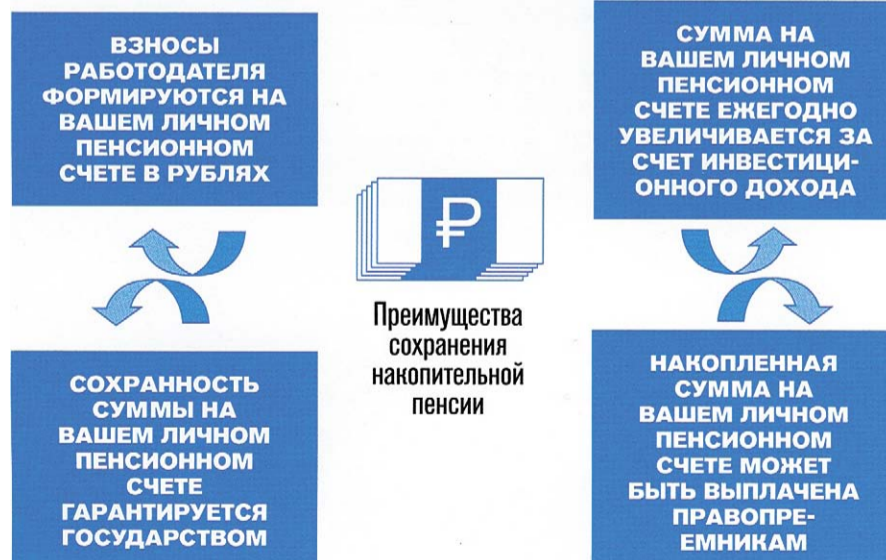 ВЗНОСЫ
РАБОТОДАТЕЛЯ
ФОРМИРУЮТСЯ НА
ВАШЕМ ЛИЧНОМ
ПЕНСИОННОМ
СЧЕТЕ В РУБЛЯХ
СУММА НА
ВАШЕМ ЛИЧНОМ
ПЕНСИОННОМ
СЧЕТЕ ЕЖЕГОДНО
УВЕЛИЧИВАЕТСЯ ЗА
СЧЕТ ИНВЕСТИЦИ-
ОННОГО ДОХОДА
₽
Преимущества
сохранения
накопительной
пенсии
СОХРАННОСТЬ
СУММЫ НА
ВАШЕМ ЛИЧНОМ
ПЕНСИОННОМ
СЧЕТЕ
ГАРАНТИРУЕТСЯ
ГОСУДАРСТВОМ
НАКОПЛЕННАЯ
СУММА НА
ВАШЕМ ЛИЧНОМ
ПЕНСИОННОМ
СЧЕТЕ МОЖЕТ
БЫТЬ ВЫПЛАЧЕНА
ПРАВОПРЕ-
ЕМНИКАМ